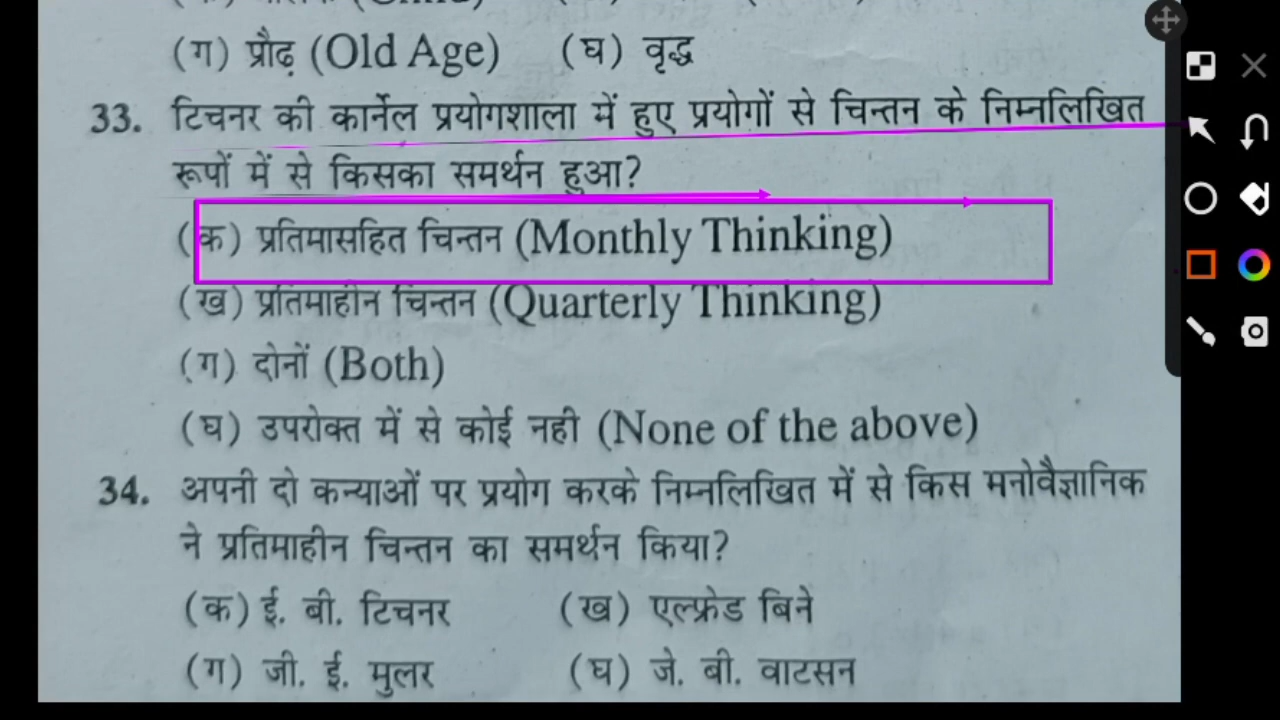 (ग) प्रौढ़ (Old Age) (घ) वृद्ध
33. टिचनर की कार्नेल प्रयोगशाला में हुए प्रयोगों से चिन्तन के निम्नलिखित
रूपों में से किसका समर्थन हुआ?
(क) प्रतिमासहित चिन्तन (Monthly Thinking)
(ख) प्रतिमाहीन चिन्तन (Quarterly Thinking)
(ग) दोनों (Both)
(घ) उपरोक्त में से कोई नही (None of the above)
34. अपनी दो कन्याओं पर प्रयोग करके निम्नलिखित में से किस मनोवैज्ञानिक
ने प्रतिमाहीन चिन्तन का समर्थन किया?
(क) ई. बी. टिचनर (ख) एल्फ्रेड बिने
(ग) जी. ई. मुलर (घ) जे. बी. वाटसन